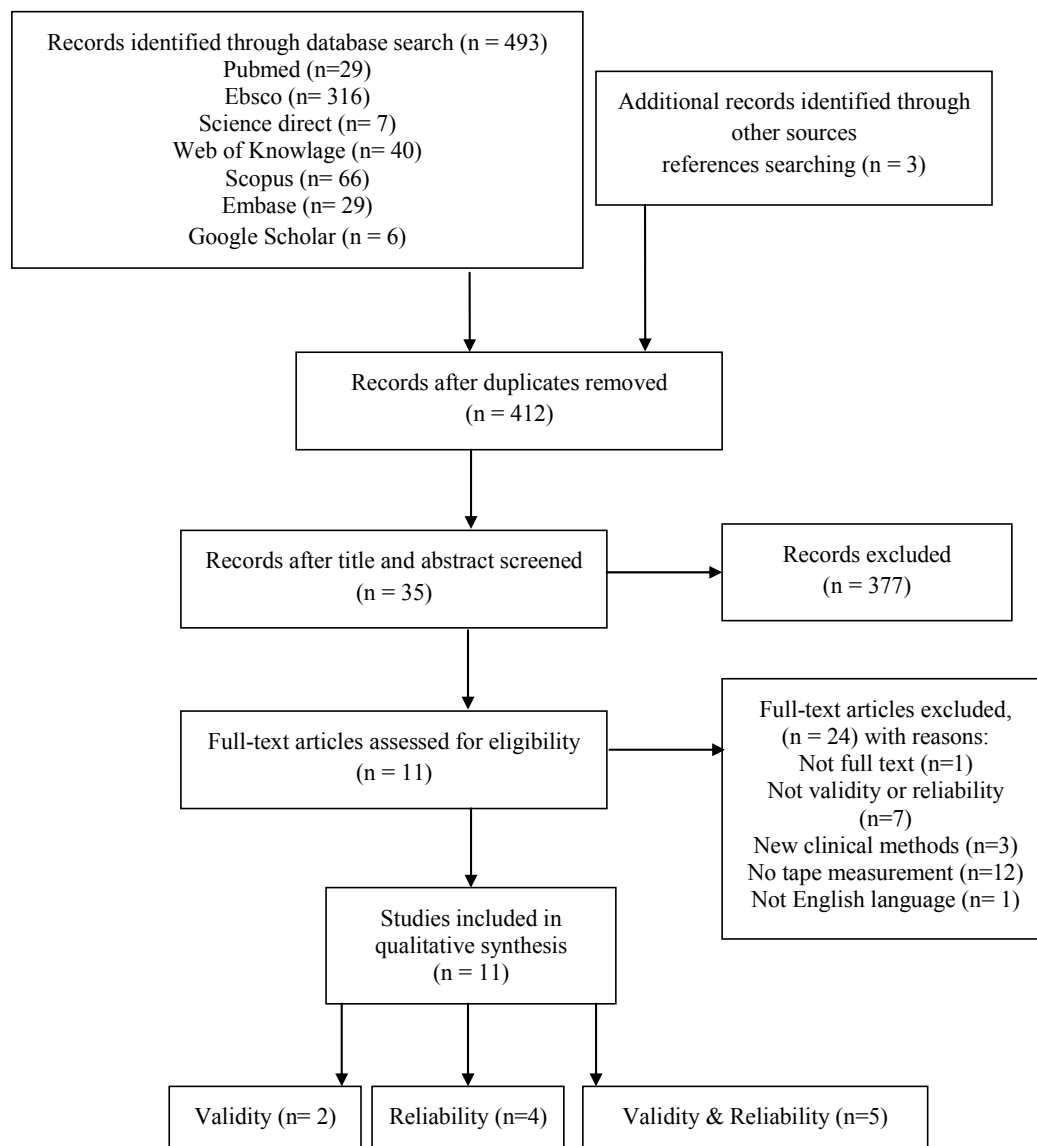 Records identified through database search (n = 493)
Pubmed (n=29)
Ebsco (n= 316)
Science direct (n= 7)
Web of Knowlage (n= 40)
Scopus (n= 66)
Embase (n= 29)
Google Scholar (n = 6)
Additional records identified through
other sources
references searching (n = 3)
Records after duplicates removed
(n = 412)
Records after title and abstract screened
(n = 35)
Records excluded
(n = 377)
Full-text articles assessed for eligibility
(n = 11)
Full-text articles excluded,
(n = 24) with reasons:
Not full text (n=1)
Not validity or reliability
(n=7)
New clinical methods (n=3)
No tape measurement (n=12)
Not English language (n= 1)
Studies included in
qualitative synthesis
(n = 11)
Validity (n= 2)
Reliability (n=4)
Validity & Reliability (n=5)